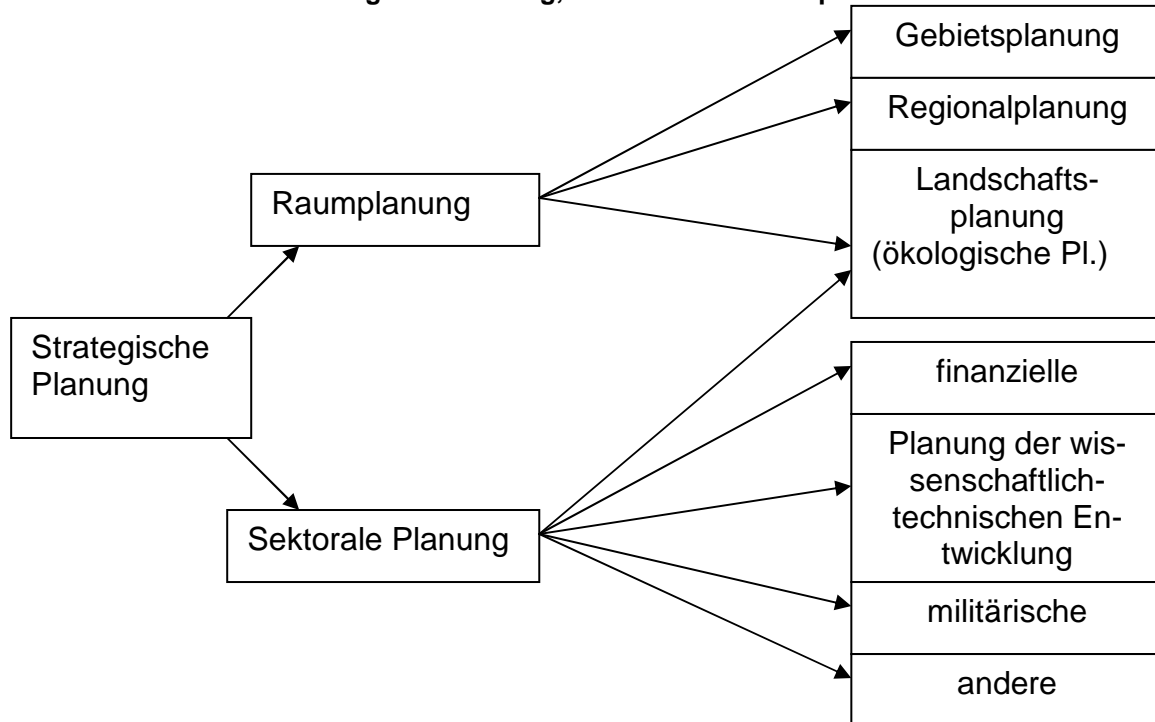 Gebietsplanung
Regionalplanung
Landschafts-
planung
(ökologische Pl.)
Raumplanung
Strategische
Planung
finanzielle
Planung der wis-
senschaftlich-
technischen En-
twicklung
Sektorale Planung
militärische
andere